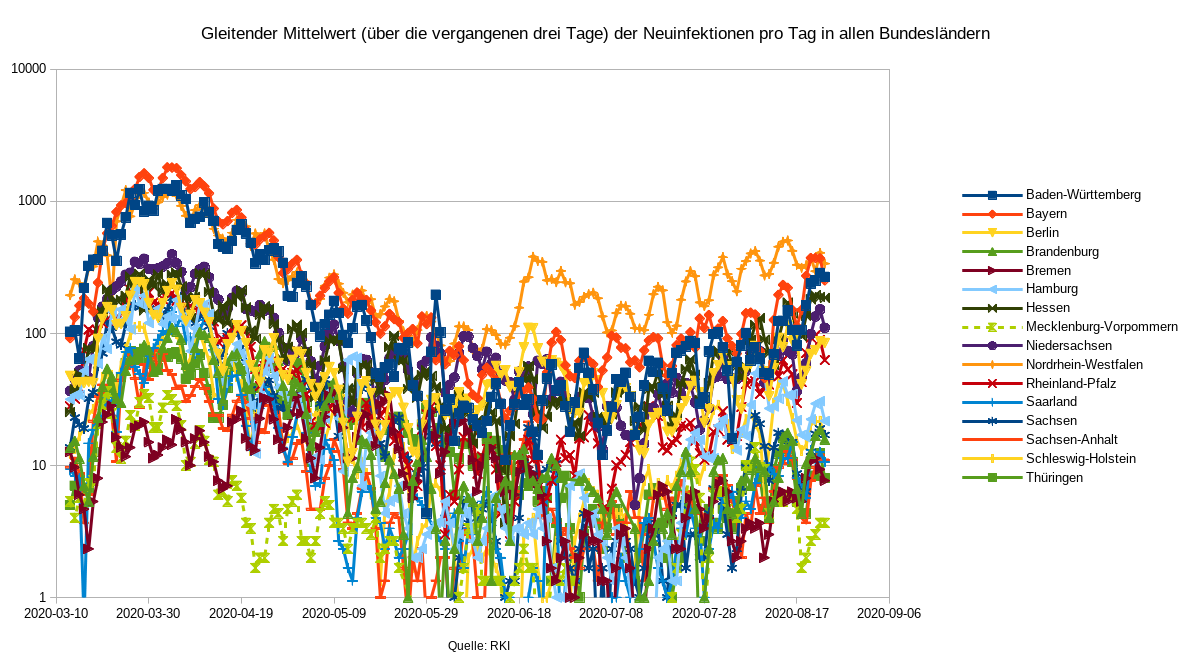 Gleitender Mittelwert (über die vergangenen drei Tage) der Neuinfektionen pro Tag in allen Bundesländern
10000
1000
100
10
1
2020-03-10 2020-03-30 2020-04-19 2020-05-09 2020-05-29 2020-06-18 2020-07-08 2020-07-28 2020-08-17 2020-09-06
Quelle: RKI
Baden-Württemberg
Bayern
Berlin
Brandenburg
Bremen
Hamburg
Hessen
Mecklenburg-Vorpommern
Niedersachsen
Nordrhein-Westfalen
Rheinland-Pfalz
Saarland
Sachsen
Sachsen-Anhalt
Schleswig-Holstein
Thüringen